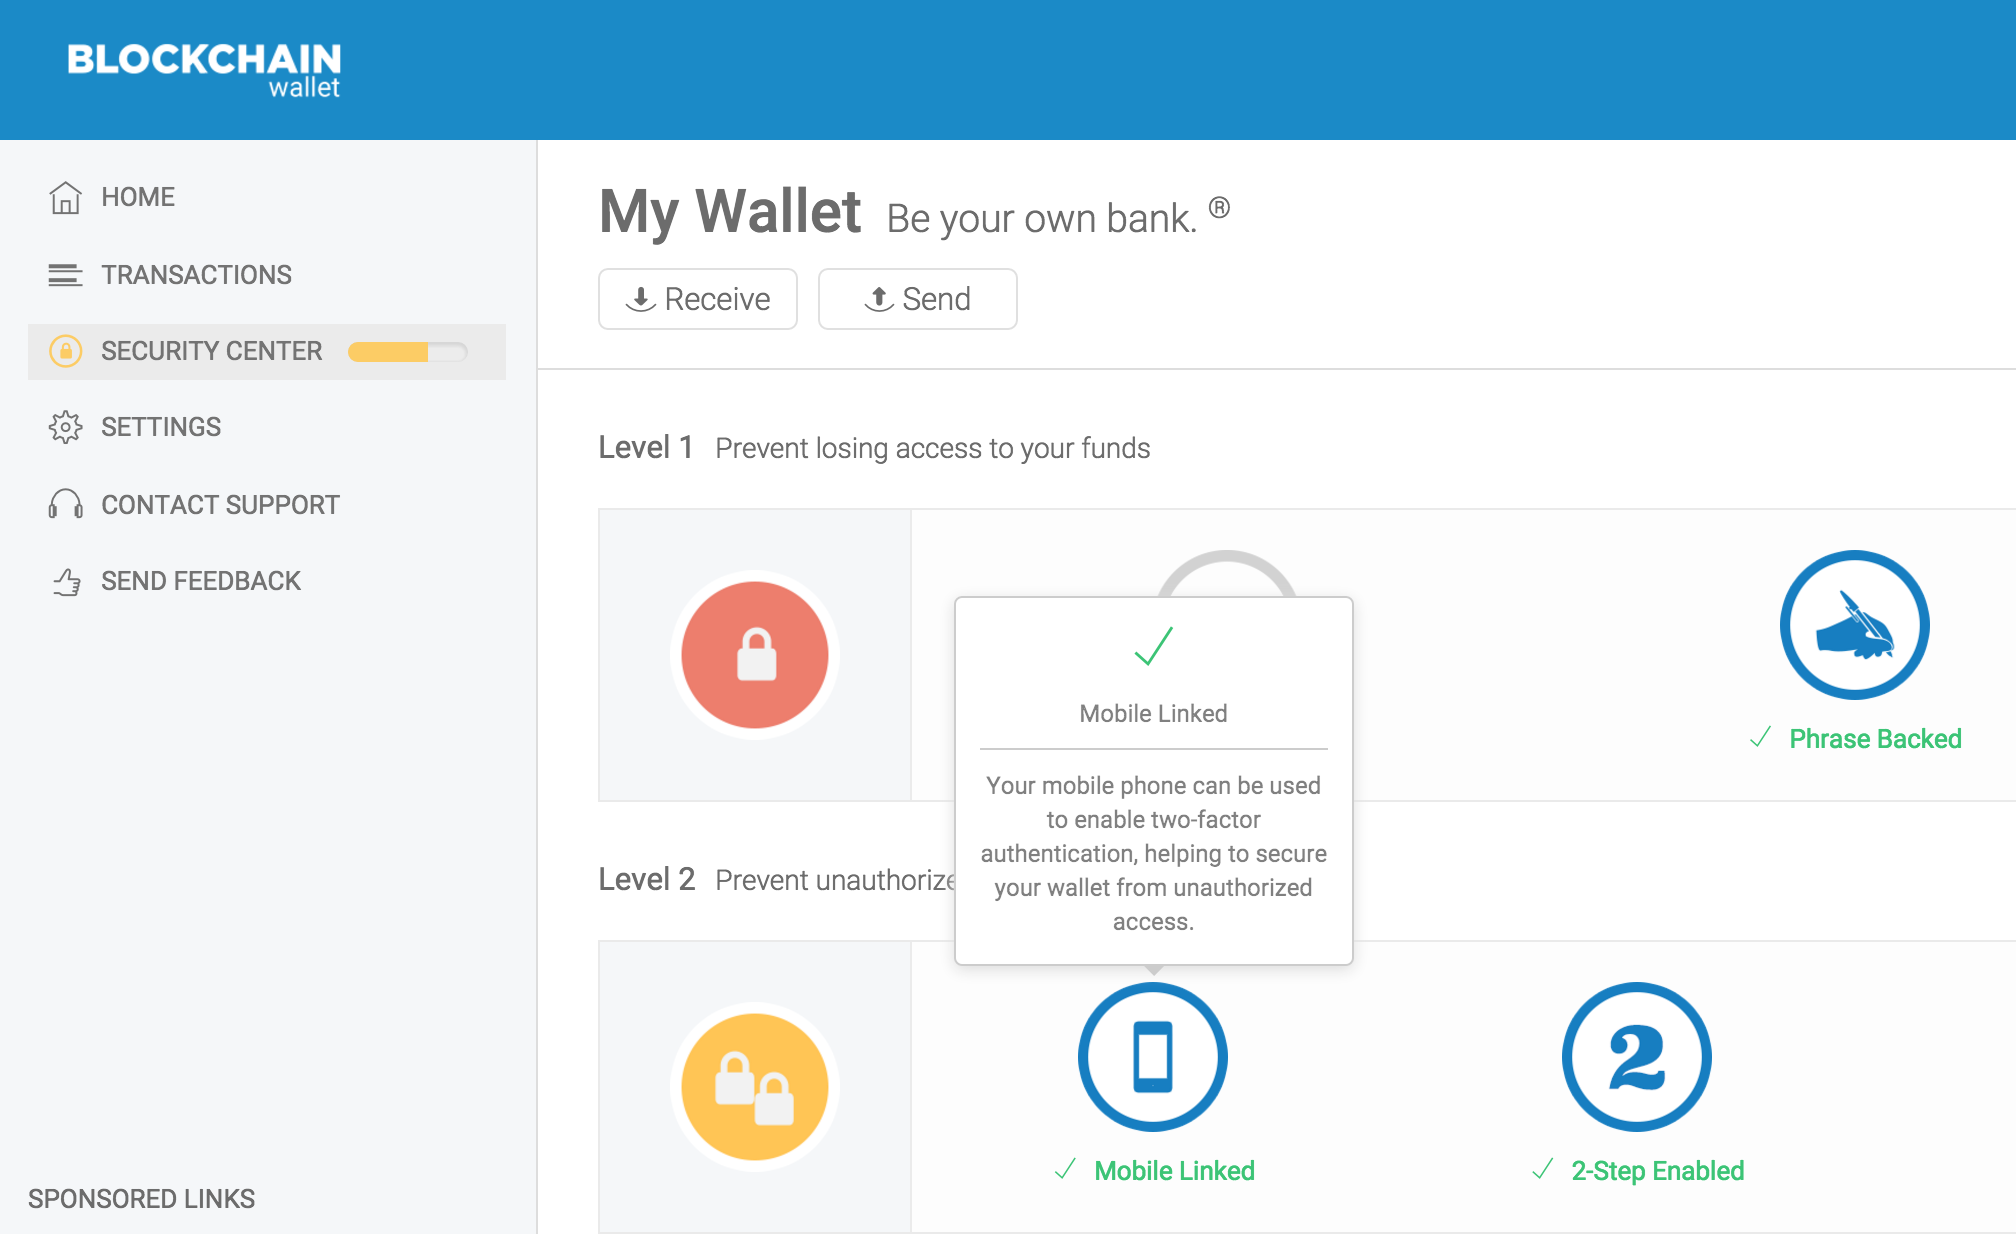 BLOCKCHAIN
wallet
HOME
TRANSACTIONS
SECURITY CENTER
SETTINGS
CONTACT SUPPORT
SEND FEEDBACK
SPONSORED LINKS
My Wallet Be your own bank. ®
Receive Send
Level 1 Prevent losing access to your funds
Phrase Backed
Mobile Linked
Your mobile phone can be used
to enable two-factor
authentication, helping to secure
your wallet from unauthorized
access.
Level 2 Prevent
2
Mobile Linked
2-Step Enabled